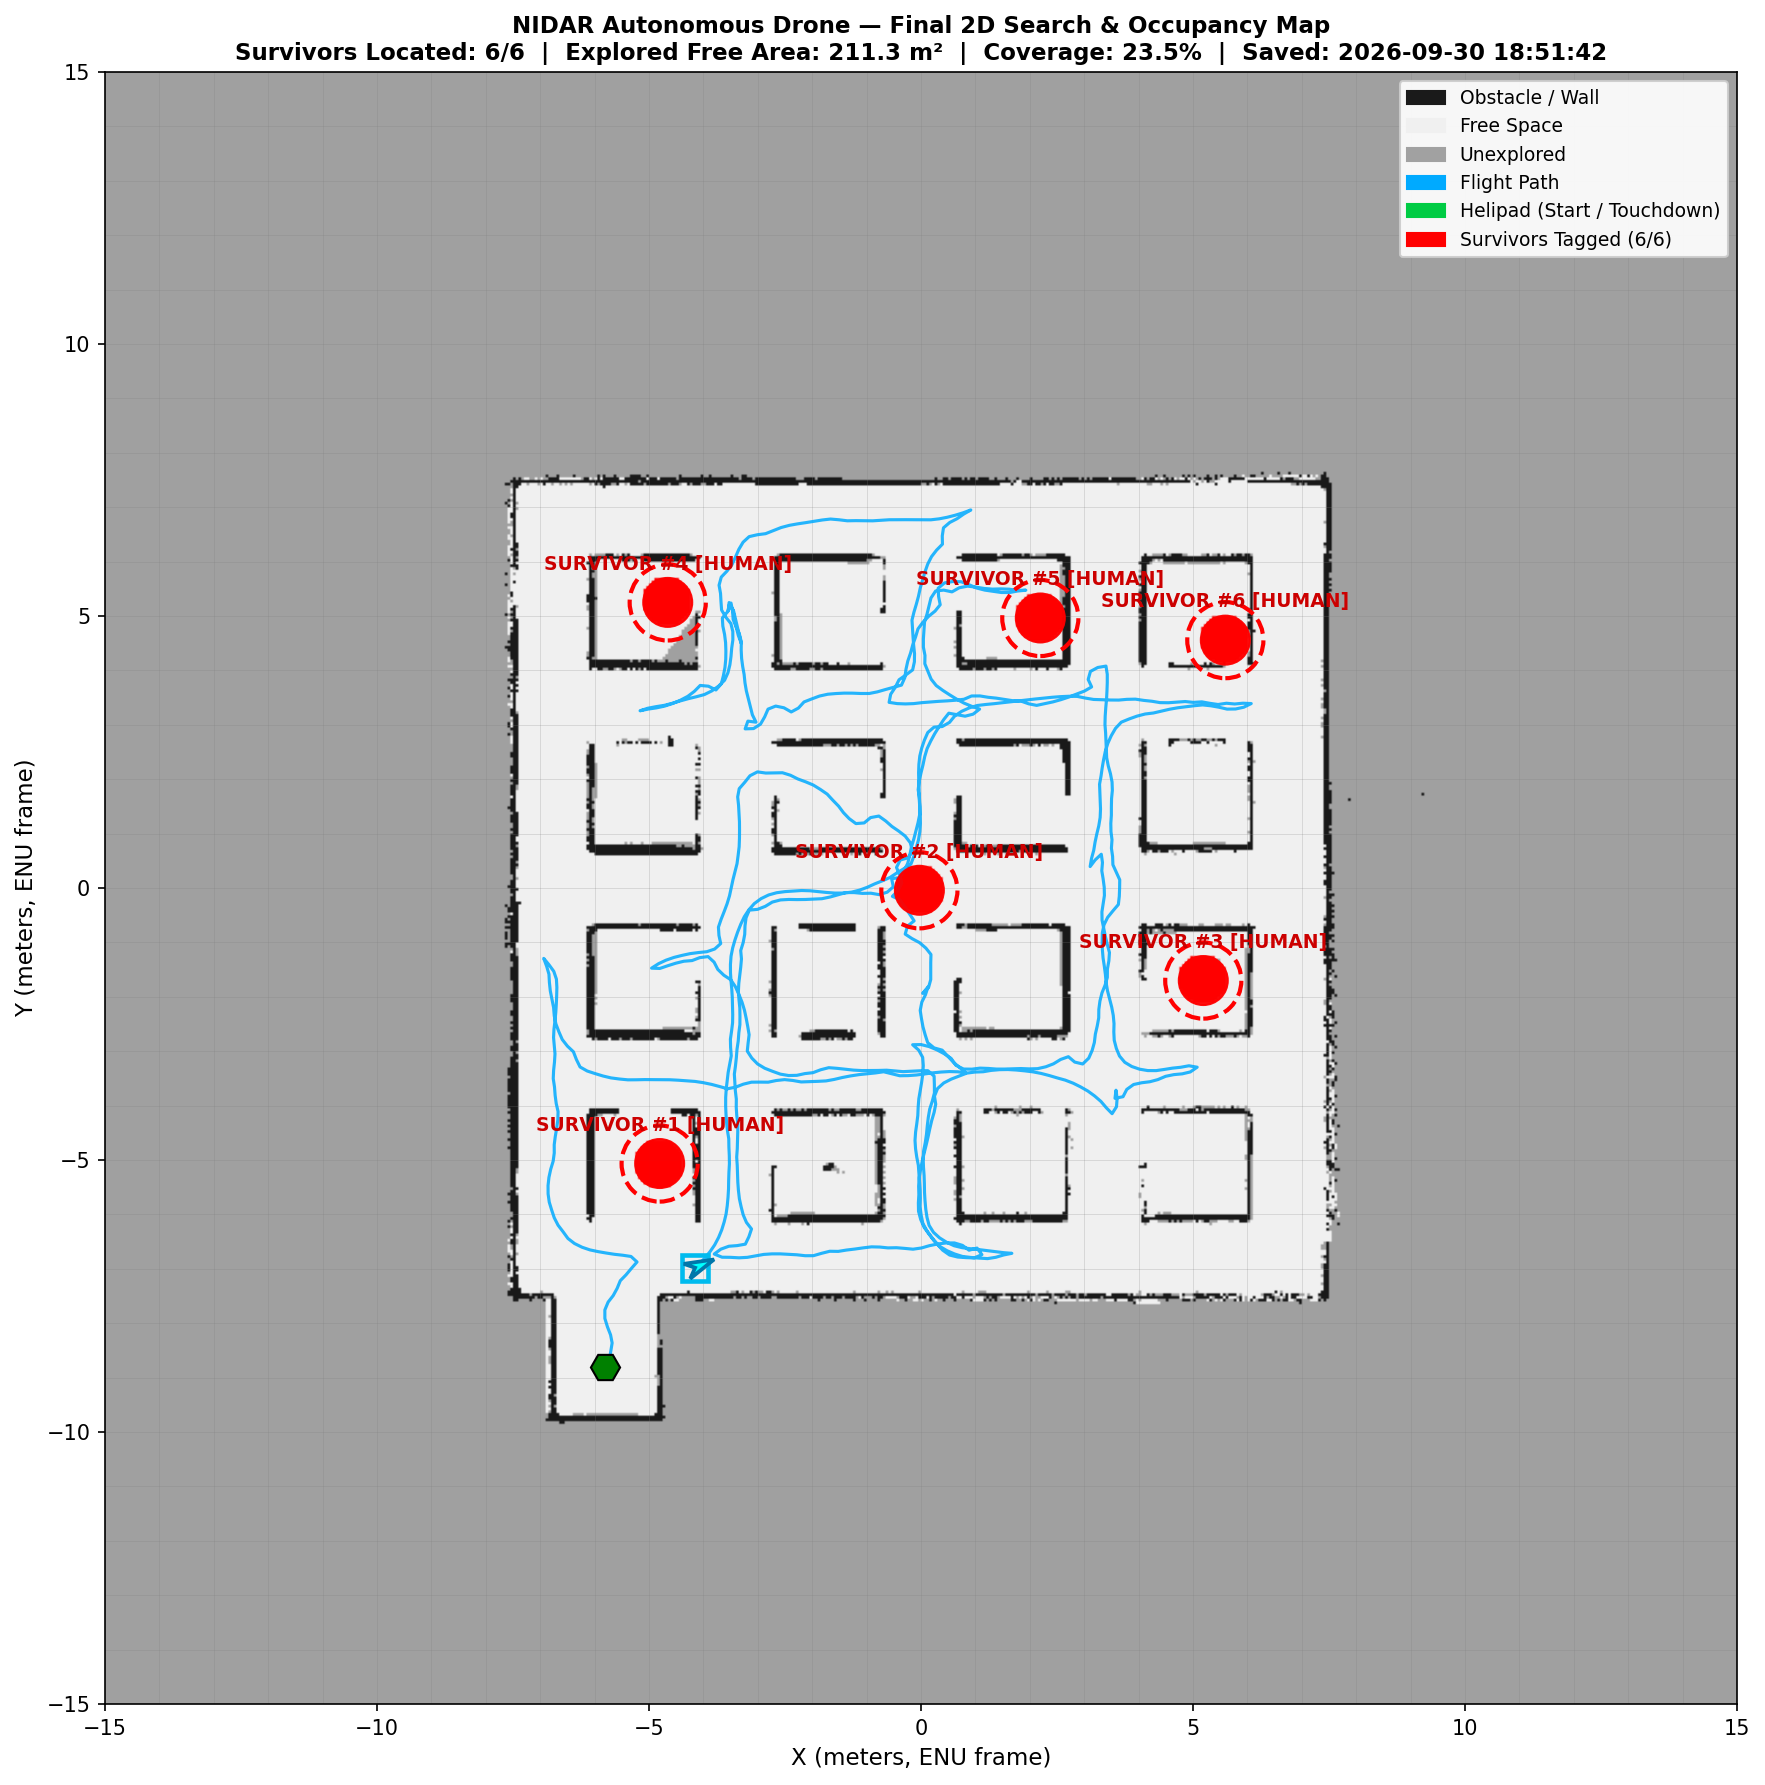 NIDAR Autonomous Drone — Final 2D Search & Occupancy Map
Survivors Located: 6/6 | Explored Free Area: 211.3 m² | Coverage: 23.5% | Saved: 2026-09-30 18:51:42
Obstacle / Wall
Free Space
Unexplored
Flight Path
Helipad (Start / Touchdown)
Survivors Tagged (6/6)
SURVIVOR #4 [HUMAN]
SURVIVOR #5 [HUMAN]
SURVIVOR #6 [HUMAN]
SURVIVOR #2 [HUMAN]
SURVIVOR #3 [HUMAN]
SURVIVOR #1 [HUMAN]
15
10
5
0
−5
−10
−15
Y (meters, ENU frame)
−15
−10
−5
0
5
10
15
X (meters, ENU frame)